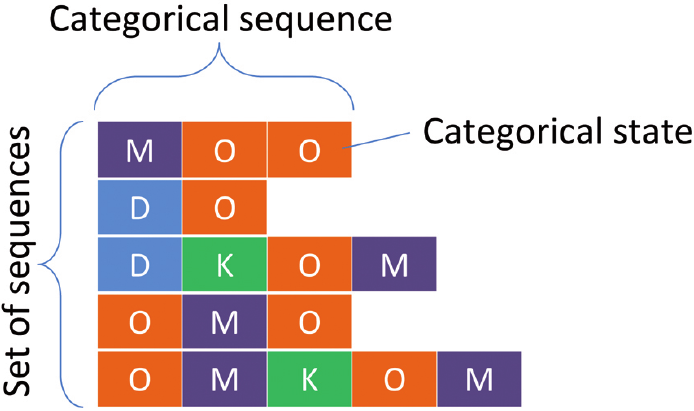 Categorical sequence
Categorical state
Set of sequences
M O O
D O
D K O M
O M O
O M K O M